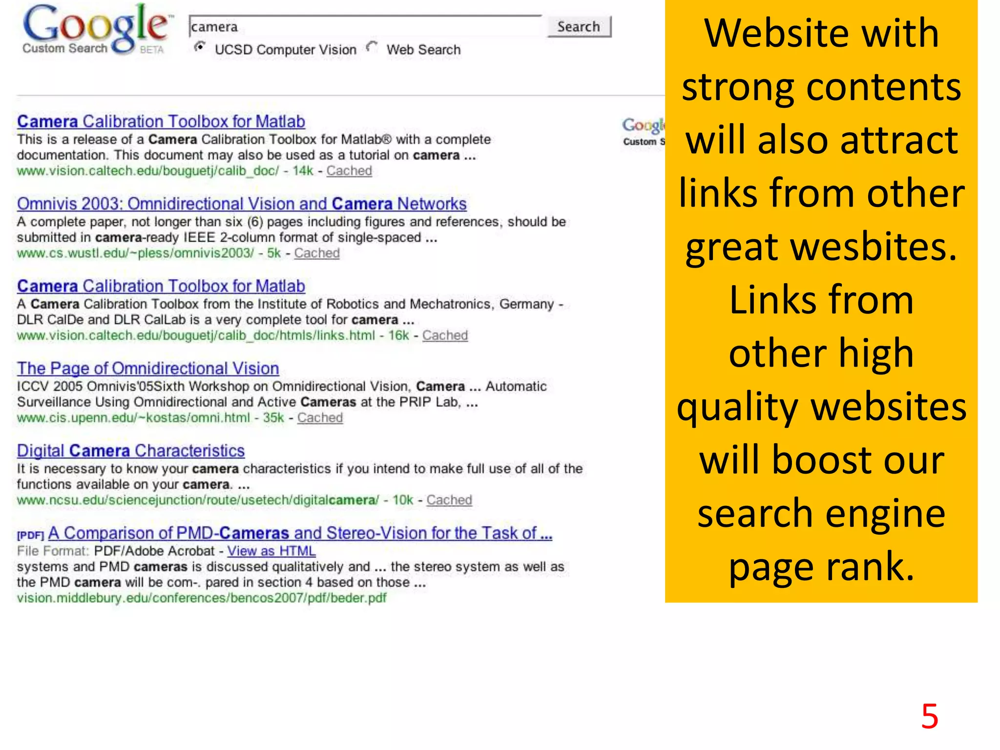 Google™
Custom Search BETA
camera
Search
UCSD Computer Vision Web Search
Camera Calibration Toolbox for Matlab
This is a release of a Camera Calibration Toolbox for Matlab® with a complete
documentation. This document may also be used as a tutorial on camera ...
www.vision.caltech.edu/bouguetj/calib_doc/ - 14k - Cached
Omnivis 2003: Omnidirectional Vision and Camera Networks
A complete paper, not longer than six (6) pages including figures and references, should be
submitted in camera-ready IEEE 2-column format of single-spaced ...
www.cs.wustl.edu/~pless/omnivis2003/ - 5k - Cached
Camera Calibration Toolbox for Matlab
A Camera Calibration Toolbox from the Institute of Robotics and Mechatronics, Germany -
DLR CalDe and DLR CalLab is a very complete tool for camera ...
www.vision.caltech.edu/bouguetj/calib_doc/htmls/links.html - 16k - Cached
The Page of Omnidirectional Vision
ICCV 2005 Omnivis'05Sixth Workshop on Omnidirectional Vision, Camera ... Automatic
Surveillance Using Omnidirectional and Active Cameras at the PRIP Lab, ...
www.cis.upenn.edu/~kostas/omni.html - 35k - Cached
Digital Camera Characteristics
It is necessary to know your camera characteristics if you intend to make full use of all of the
functions available on your camera. ...
www.ncsu.edu/sciencejunction/route/usetech/digitalcamera/ - 10k - Cached
[PDF] A Comparison of PMD-Cameras and Stereo-Vision for the Task of ...
File Format: PDF/Adobe Acrobat - View as HTML
systems and PMD cameras is discussed qualitatively and ... the stereo system as well as
the PMD camera will be com-. pared in section 4 based on those ...
vision.middlebury.edu/conferences/bencos2007/pdf/beder.pdf
Google
Custom S
Website with
strong contents
will also attract
links from other
great wesbites.
Links from
other high
quality websites
will boost our
search engine
page rank.
5